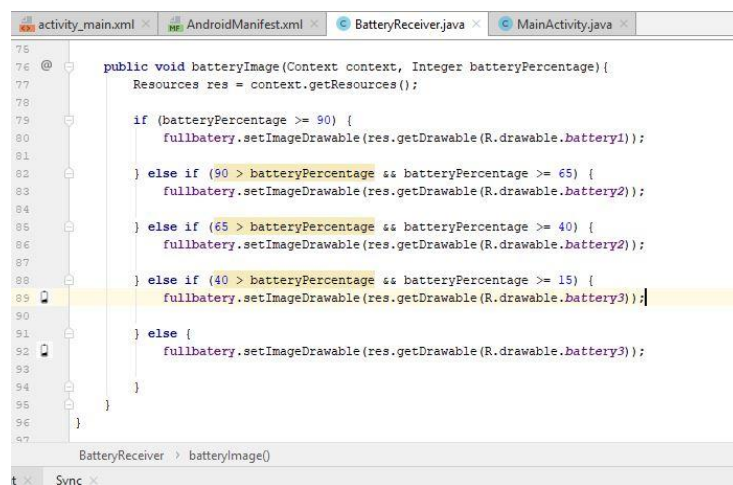 activity_main.xml × AndroidManifest.xml × BatteryReceiver.java × MainActivity.java ×
75
76 @ public void batteryImage(Context context, Integer batteryPercentage){
77 Resources res = context.getResources();
78
79 if (batteryPercentage >= 90) {
80 fullbatery.setImageDrawable(res.getDrawable(R.drawable.battery1));
81
82 } else if (90 > batteryPercentage && batteryPercentage >= 65) {
83 fullbatery.setImageDrawable(res.getDrawable(R.drawable.battery2));
84
85 } else if (65 > batteryPercentage && batteryPercentage >= 40) {
86 fullbatery.setImageDrawable(res.getDrawable(R.drawable.battery2));
87
88 } else if (40 > batteryPercentage && batteryPercentage >= 15) {
89 fullbatery.setImageDrawable(res.getDrawable(R.drawable.battery3));
90
91 } else {
92 fullbatery.setImageDrawable(res.getDrawable(R.drawable.battery3));
93
94 }
95 }
96 }
97
BatteryReceiver > batteryImage()
t × Sync ×